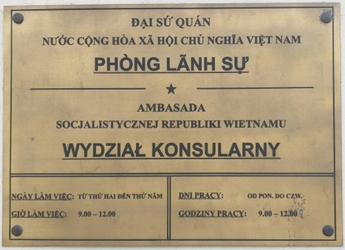 ĐẠI SỨ QUÁN
NƯỚC CỘNG HÒA XÃ HỘI CHỦ NGHĨA VIỆT NAM
PHÒNG LÃNH SỰ
AMBASADA
SOCJALISTYCZNEJ REPUBLIKI WIETNAMU
WYDZIAŁ KONSULARNY
NGÀY LÀM VIỆC: TỪ THỨ HAI ĐẾN THỨ NĂM
GIỜ LÀM VIỆC: 9.00 – 12.00
DNI PRACY: OD PON. DO CZW.
GODZINY PRACY: 9.00 – 12.00